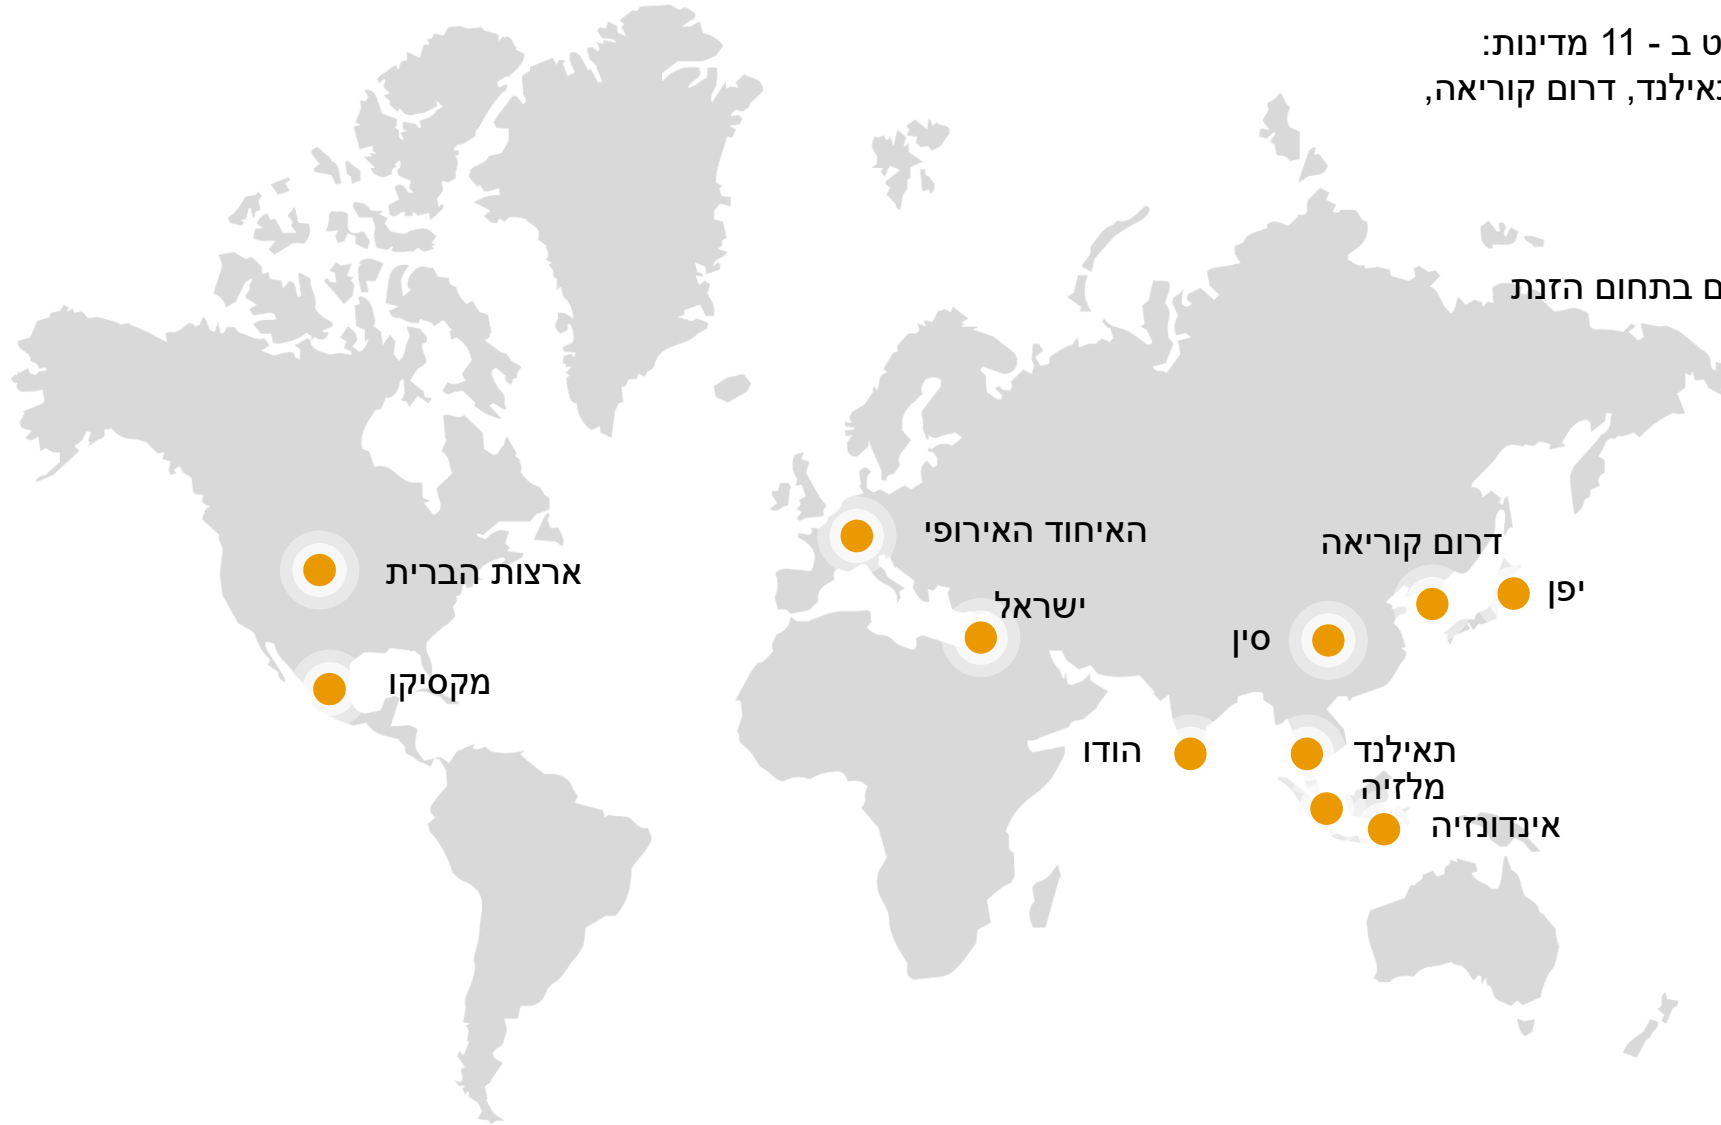 ב - 11 מדינות:
דרום קוריאה,
בתחום הזנת
האיחוד האירופי
דרום קוריאה
ארצות הברית
יפן
ישראל
סין
מקסיקו
הודו
תאילנד
מלזיה
אינדונזיה